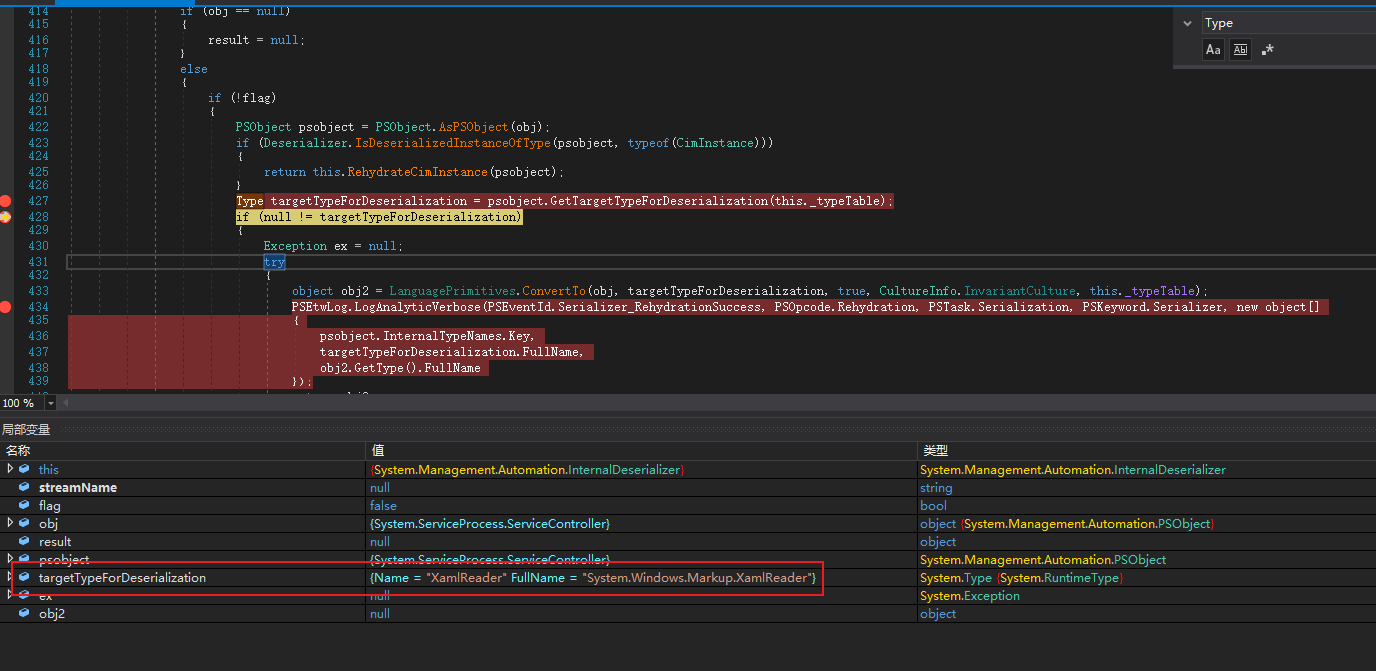 414 if (obj == null)
Type
415 {
416 result = null;
Aa Ab .*
417 }
418 else
419 {
420 if (!flag)
421 {
422 PSObject psobject = PSObject.AsPSObject(obj);
423 if (Deserializer.IsDeserializedInstanceOfType(psobject, typeof(CimInstance)))
424 {
425 return this.RehydrateCimInstance(psobject);
426 }
427 Type targetTypeForDeserialization = psobject.GetTargetTypeForDeserialization(this._typeTable);
428 if (null != targetTypeForDeserialization)
429 {
430 Exception ex = null;
431 try
432 {
433 object obj2 = LanguagePrimitives.ConvertTo(obj, targetTypeForDeserialization, true, CultureInfo.InvariantCulture, this._typeTable);
434 PSEtwLog.LogAnalyticVerbose(PSEventId.Serializer_RehydrationSuccess, PSOpcode.Rehydration, PSTask.Serialization, PSKeyword.Serializer, new object[]
435 {
436 psobject.InternalTypeNames.Key,
437 targetTypeForDeserialization.FullName,
438 obj2.GetType().FullName
439 });
100 %
局部变量
名称 值 类型
this {System.Management.Automation.InternalDeserializer} System.Management.Automation.InternalDeserializer
streamName null string
flag false bool
obj {System.ServiceProcess.ServiceController} object {System.Management.Automation.PSObject}
result null object
psobject {System.ServiceProcess.ServiceController} System.Management.Automation.PSObject
targetTypeForDeserialization {Name = "XamlReader" FullName = "System.Windows.Markup.XamlReader"} System.Type {System.RuntimeType}
ex null System.Exception
obj2 null object